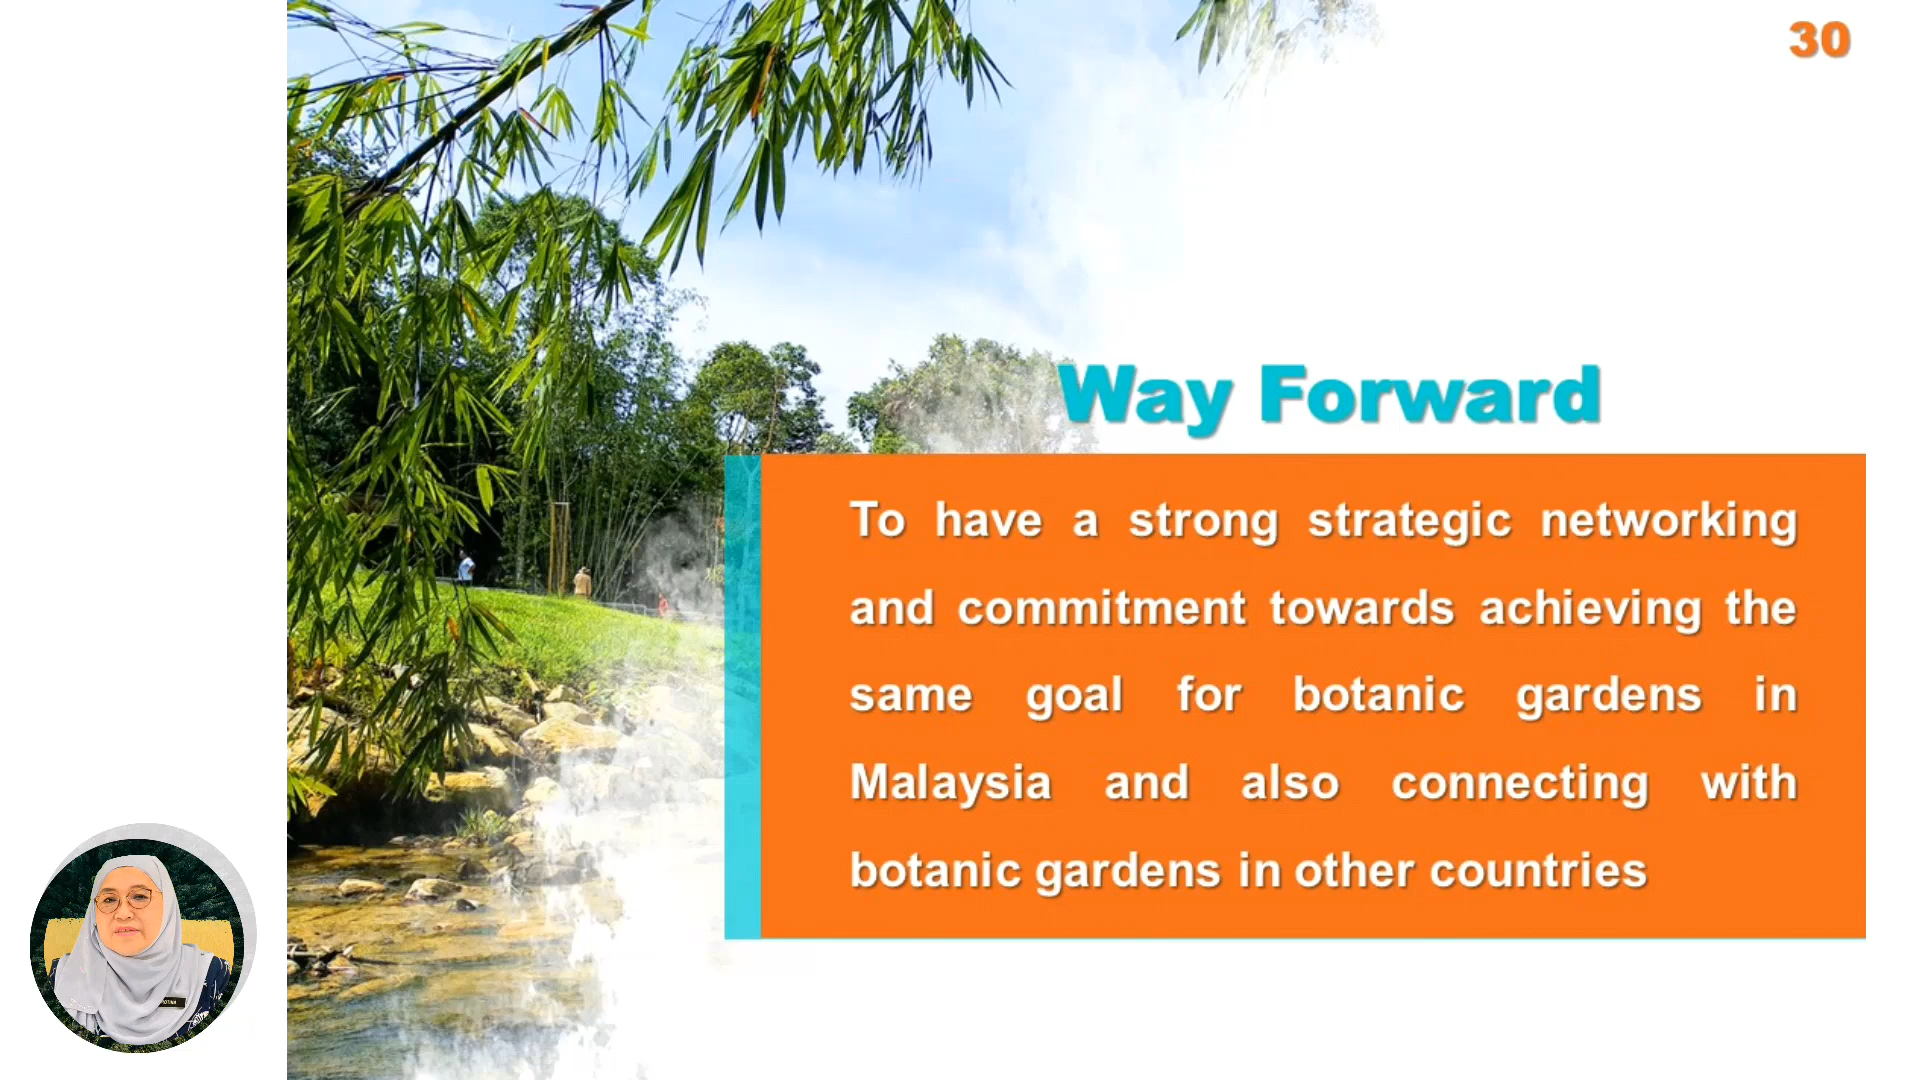 30
Way Forward
To have a strong strategic networking
and commitment towards achieving the
same goal for botanic gardens in
Malaysia and also connecting with
botanic gardens in other countries